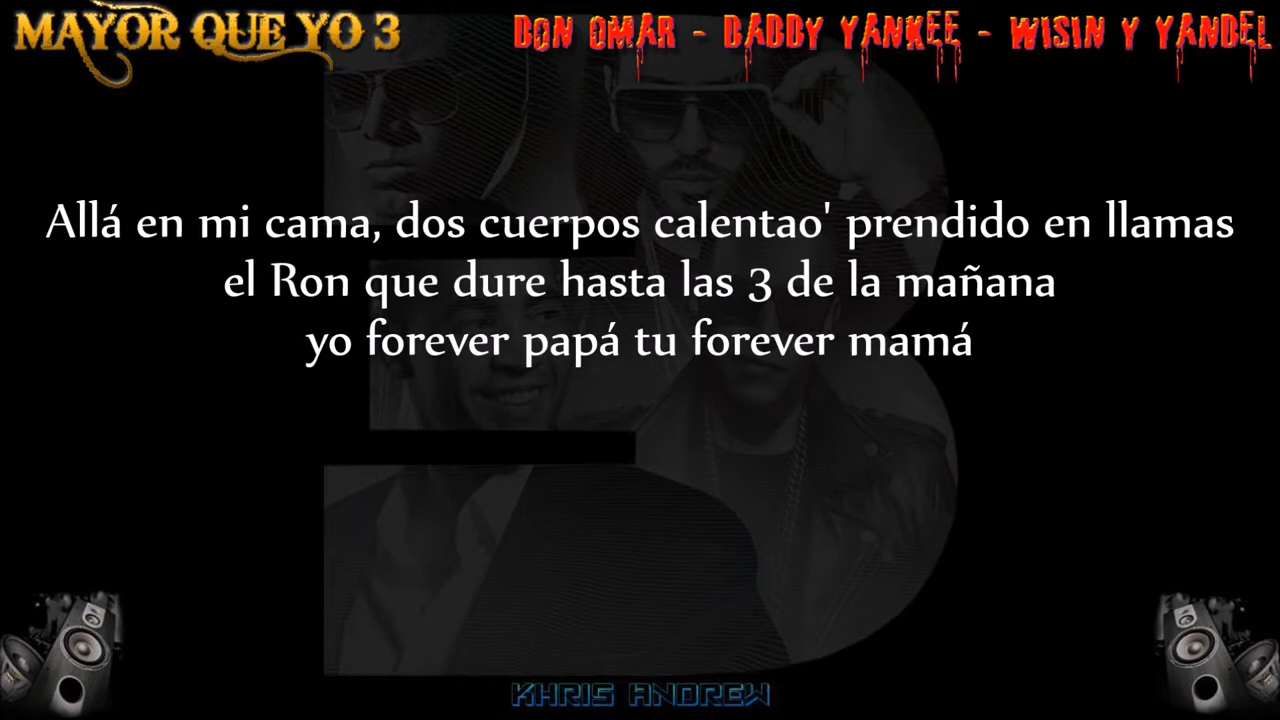 MAYOR QUE YO 3
DON OMAR - DADDY YANKEE - WISIN Y YANDEL
Allá en mi cama, dos cuerpos calentao' prendido en llamas
el Ron que dure hasta las 3 de la mañana
yo forever papá tu forever mamá
KHRIS ANDREW